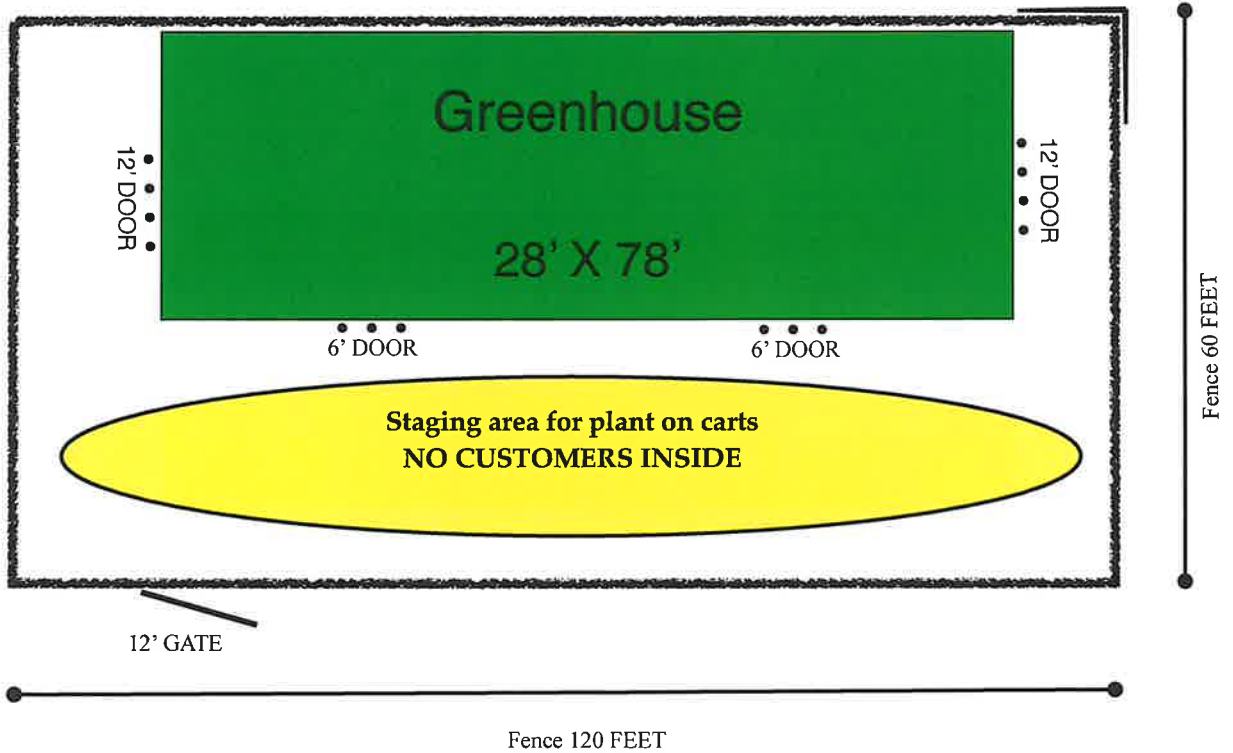 Greenhouse
12' DOOR
12' DOOR
28' X 78'
6' DOOR
6' DOOR
Fence 60 FEET
Staging area for plant on carts
NO CUSTOMERS INSIDE
12' GATE
Fence 120 FEET